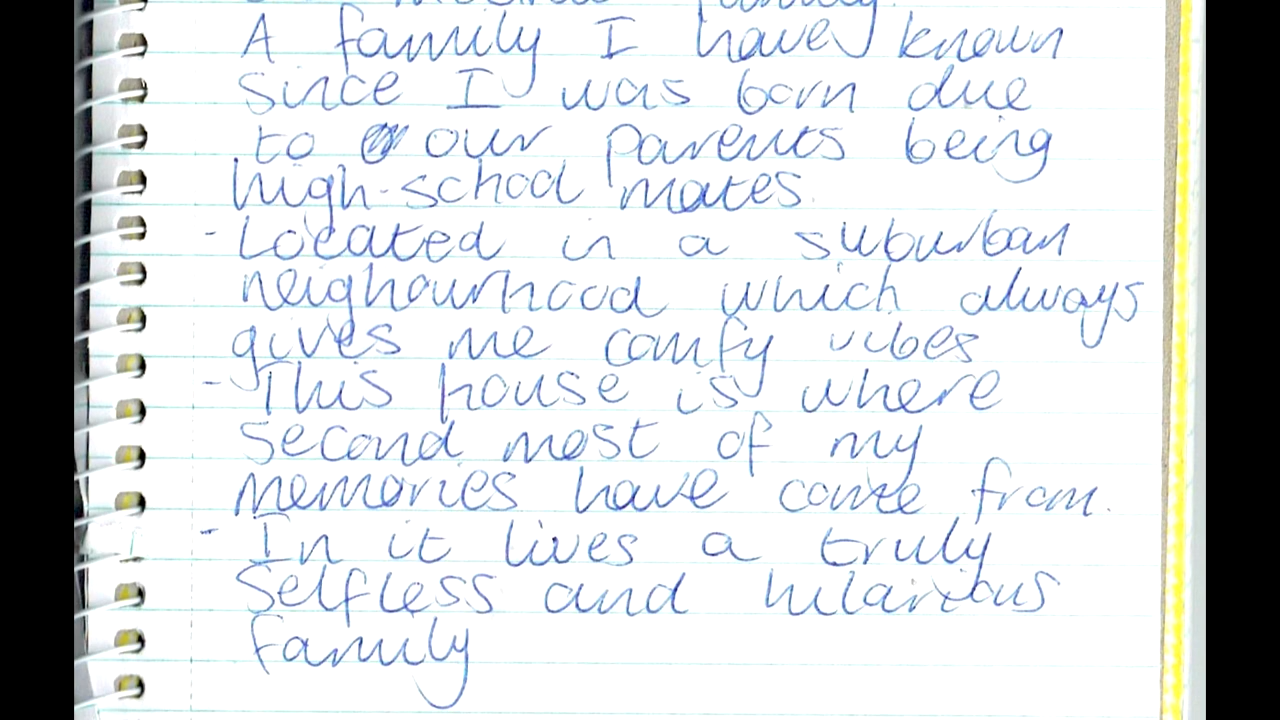 family
A family I have known
since I was born due
to our parents being
high-school mates.
- Located in a suburban
neighourhood which always
gives me comfy vibes
- This house is where
second most of my
memories have come from.
- In it lives a truly
selfless and hilarious
family